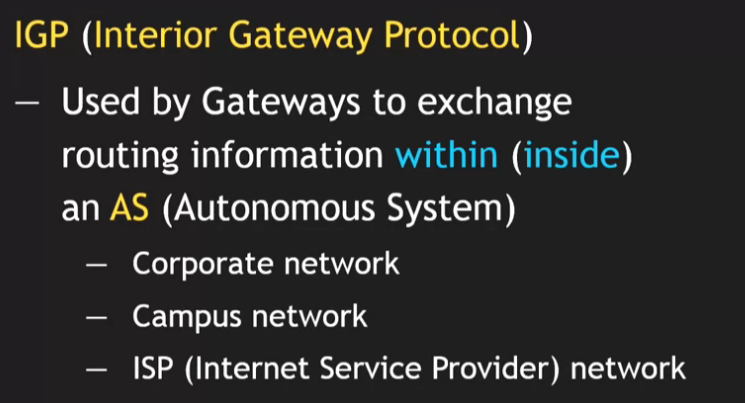 IGP (Interior Gateway Protocol)
— Used by Gateways to exchange
routing information within (inside)
an AS (Autonomous System)
— Corporate network
— Campus network
— ISP (Internet Service Provider) network